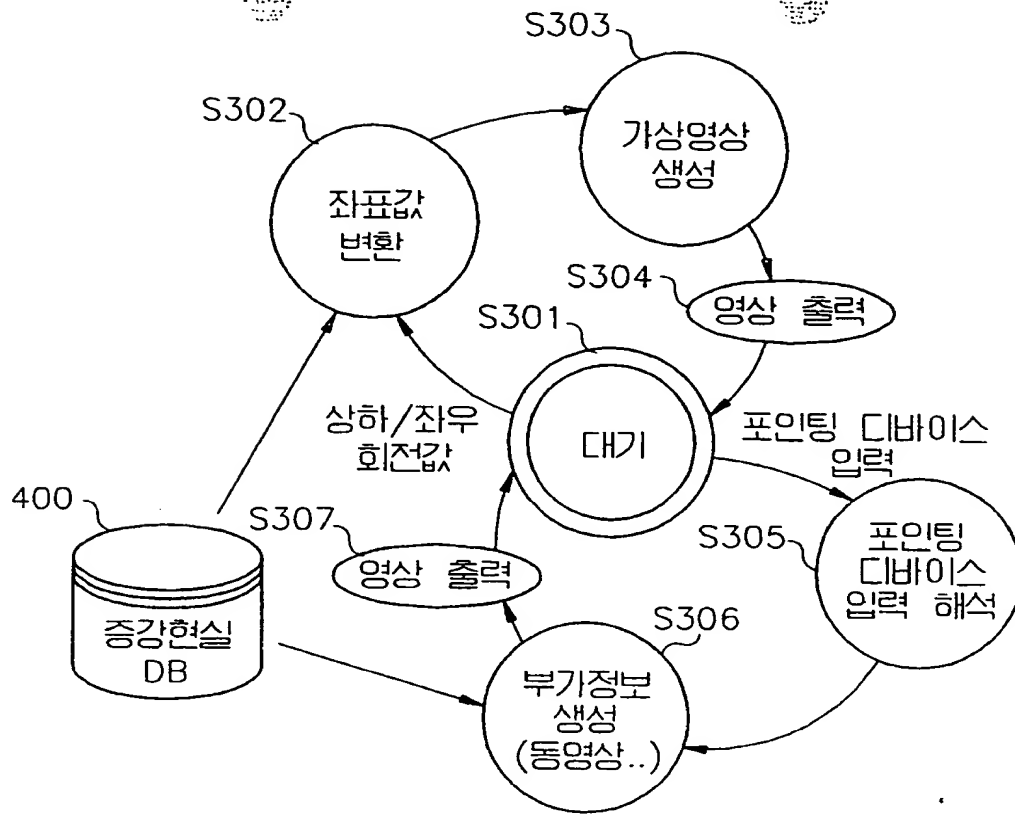 S303
가상영상
생성
S302
좌표값
변환
S304
영상 출력
S301
대기
상하/좌우
회전값
포인팅 디바이스
입력
400
증강현실
DB
S307
영상 출력
S305
포인팅
디바이스
입력 해석
S306
부가정보
생성
(동영상..)